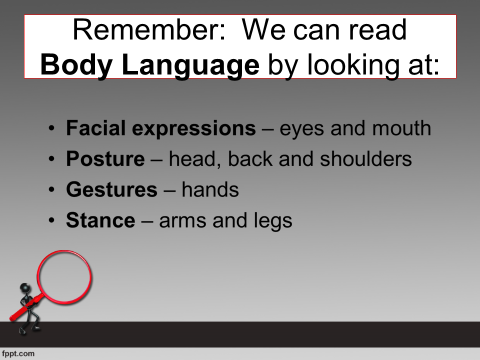 Remember:  We can read
Body Language by looking at:
• Facial expressions – eyes and mouth
• Posture – head, back and shoulders
• Gestures – hands
• Stance – arms and legs
fppt.com